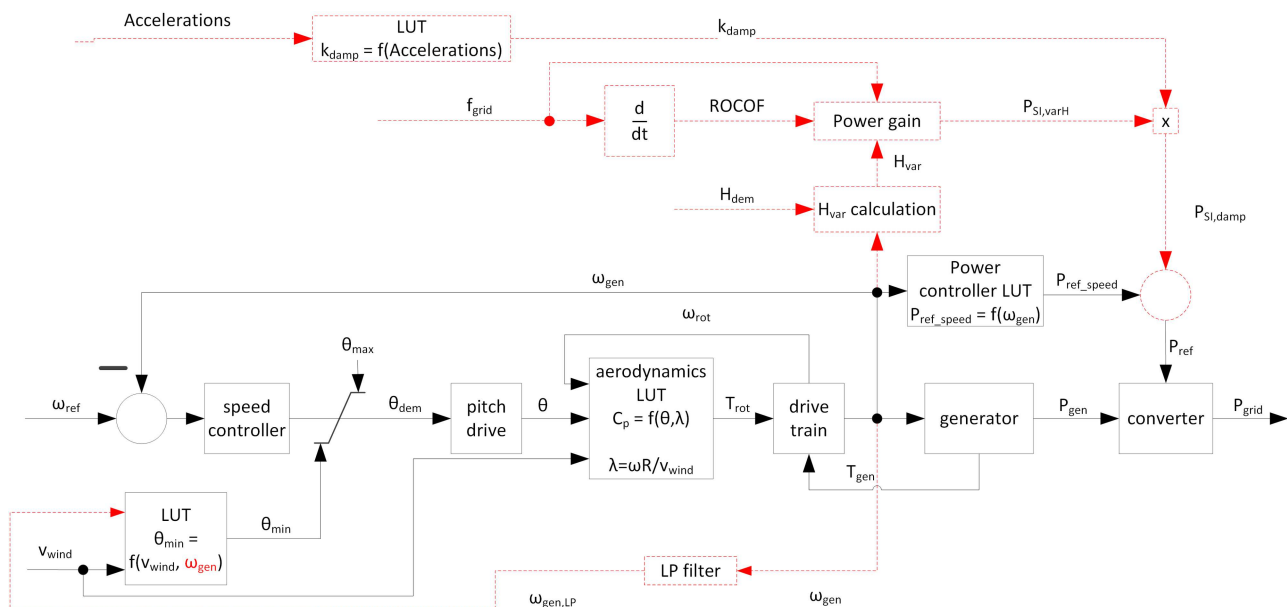 Accelerations
LUT
k_damp = f(Accelerations)
k_damp
f_grid
d
dt
ROCOF
Power gain
P_SI,varH
x
H_var
H_dem
H_var calculation
P_SI,damp
ω_gen
Power
controller LUT
P_ref_speed = f(ω_gen)
P_ref_speed
ω_rot
P_ref
θ_max
—
ω_ref
speed
controller
θ_dem
pitch
drive
θ
aerodynamics
LUT
C_p = f(θ,λ)
λ=ωR/v_wind
T_rot
drive
train
generator
P_gen
converter
P_grid
T_gen
LUT
θ_min =
f(v_wind, ω_gen)
θ_min
v_wind
LP filter
ω_gen,LP
ω_gen